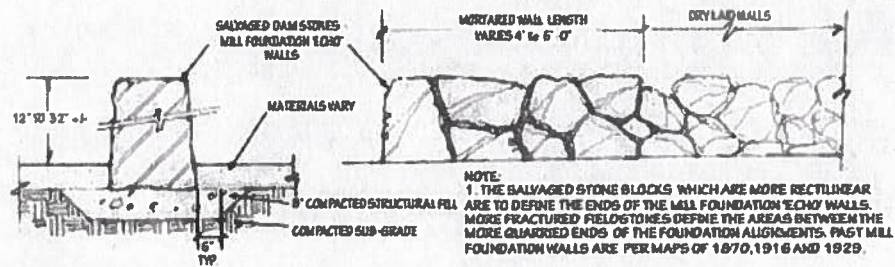 SALVAGED DAM STONES
MILL FOUNDATION 'ECHO'
WALLS
MORTARED WALL LENGTH
VARIES 4' to 6'-0"
DRY LAID WALLS
12" TO 32" +/-
MATERIALS VARY
8" COMPACTED STRUCTURAL FILL
COMPACTED SUB-GRADE
6"
TYP.
NOTE:
1. THE SALVAGED STONE BLOCKS WHICH ARE MORE RECTILINEAR
ARE TO DEFINE THE ENDS OF THE MILL FOUNDATION 'ECHO' WALLS.
MORE FRACTURED FIELDSTONES DEFINE THE AREAS BETWEEN THE
MORE QUARRIED ENDS OF THE FOUNDATION ALIGNMENTS. PAST MILL
FOUNDATION WALLS ARE PER MAPS OF 1870, 1916 AND 1929.